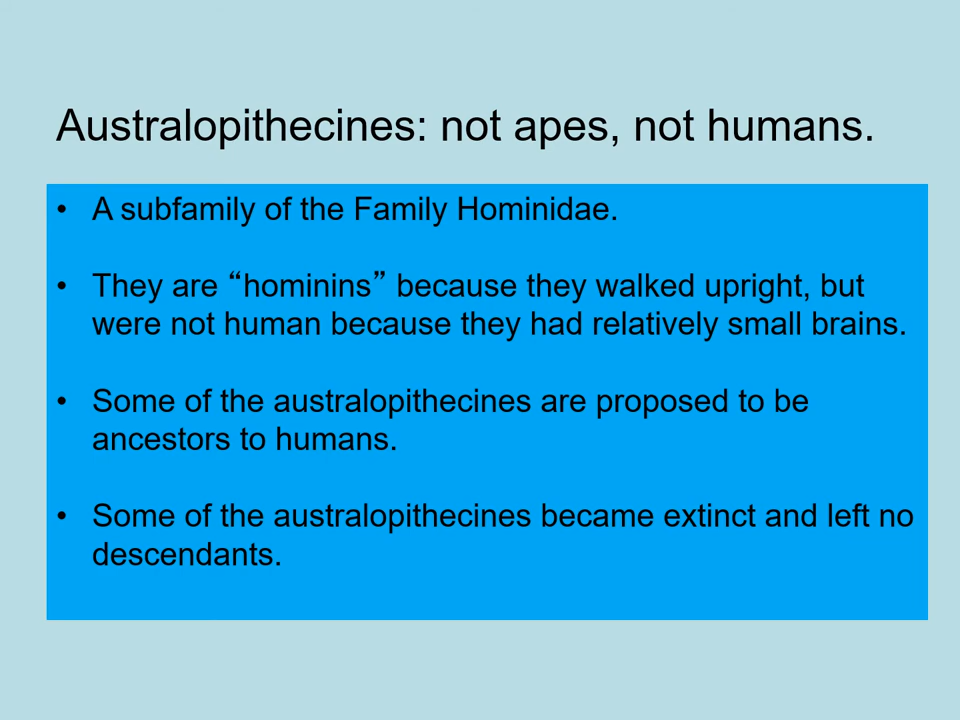 Australopithecines: not apes, not humans.
• A subfamily of the Family Hominidae.
• They are “hominins” because they walked upright, but
were not human because they had relatively small brains.
• Some of the australopithecines are proposed to be
ancestors to humans.
• Some of the australopithecines became extinct and left no
descendants.